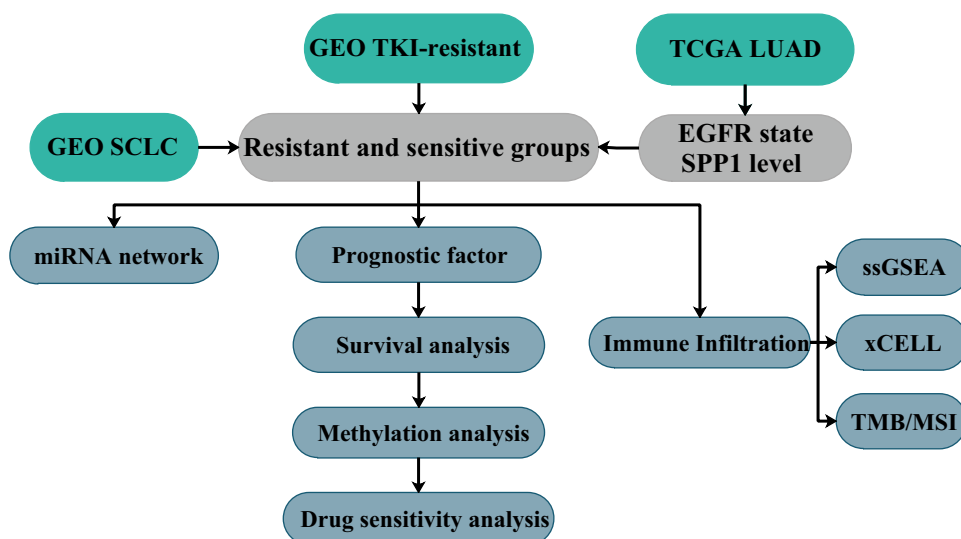 GEO TKI-resistant
TCGA LUAD
GEO SCLC
Resistant and sensitive groups
EGFR state
SPP1 level
miRNA network
Prognostic factor
ssGSEA
Survival analysis
Immune Infiltration
xCELL
Methylation analysis
TMB/MSI
Drug sensitivity analysis